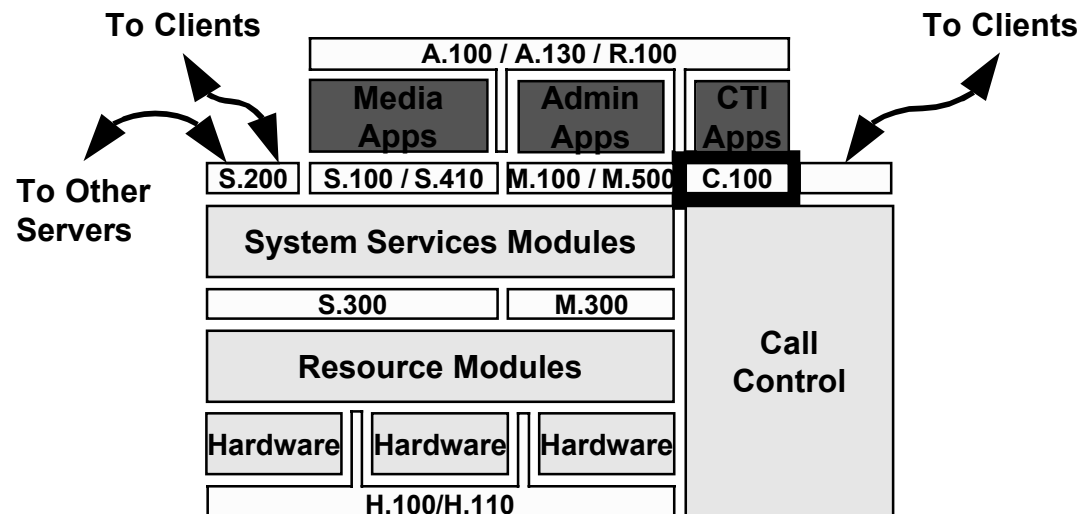 To Clients
To Clients
A.100 / A.130 / R.100
Media
Apps
Admin
Apps
CTI
Apps
To Other
Servers
S.200
S.100 / S.410
M.100 / M.500
C.100
System Services Modules
S.300
M.300
Resource Modules
Call
Control
Hardware
Hardware
Hardware
H.100/H.110